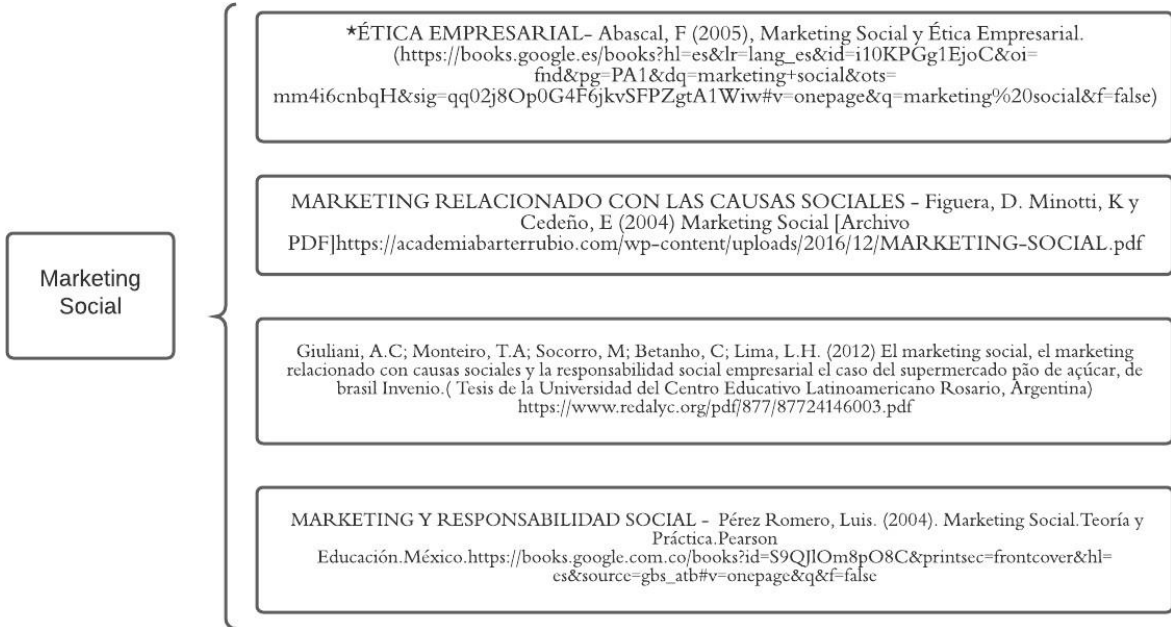 ★ÉTICA EMPRESARIAL- Abascal, F (2005), Marketing Social y Ética Empresarial.
(https://books.google.es/books?hl=es&lr=lang_es&id=i10KPGg1EjoC&oi=
fnd&pg=PA1&dq=marketing+social&ots=
mm4i6cnbqH&sig=qq02j8Op0G4F6jkvSFPZgtA1Wiw#v=onepage&q=marketing%20social&f=false)
MARKETING RELACIONADO CON LAS CAUSAS SOCIALES - Figuera, D. Minotti, K y
Cedeño, E (2004) Marketing Social [Archivo
PDF]https://academiabarterrubio.com/wp-content/uploads/2016/12/MARKETING-SOCIAL.pdf
Marketing
Social
Giuliani, A.C; Monteiro, T.A; Socorro, M; Betanho, C; Lima, L.H. (2012) El marketing social, el marketing
relacionado con causas sociales y la responsabilidad social empresarial el caso del supermercado pão de açúcar, de
brasil Invenio.( Tesis de la Universidad del Centro Educativo Latinoamericano Rosario, Argentina)
https://www.redalyc.org/pdf/877/87724146003.pdf
MARKETING Y RESPONSABILIDAD SOCIAL - Pérez Romero, Luis. (2004). Marketing Social.Teoría y
Práctica.Pearson
Educación.México.https://books.google.com.co/books?id=S9QJlOm8pO8C&printsec=frontcover&hl=
es&source=gbs_atb#v=onepage&q&f=false